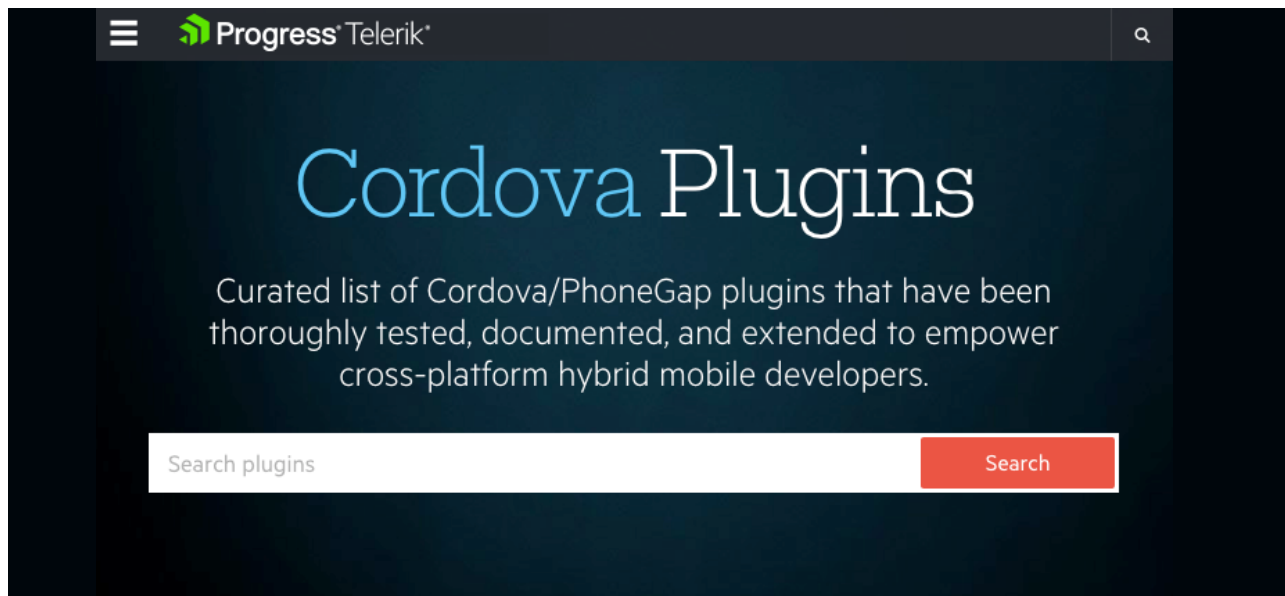 Progress® Telerik®
Cordova Plugins
Curated list of Cordova/PhoneGap plugins that have been
thoroughly tested, documented, and extended to empower
cross-platform hybrid mobile developers.
Search plugins
Search